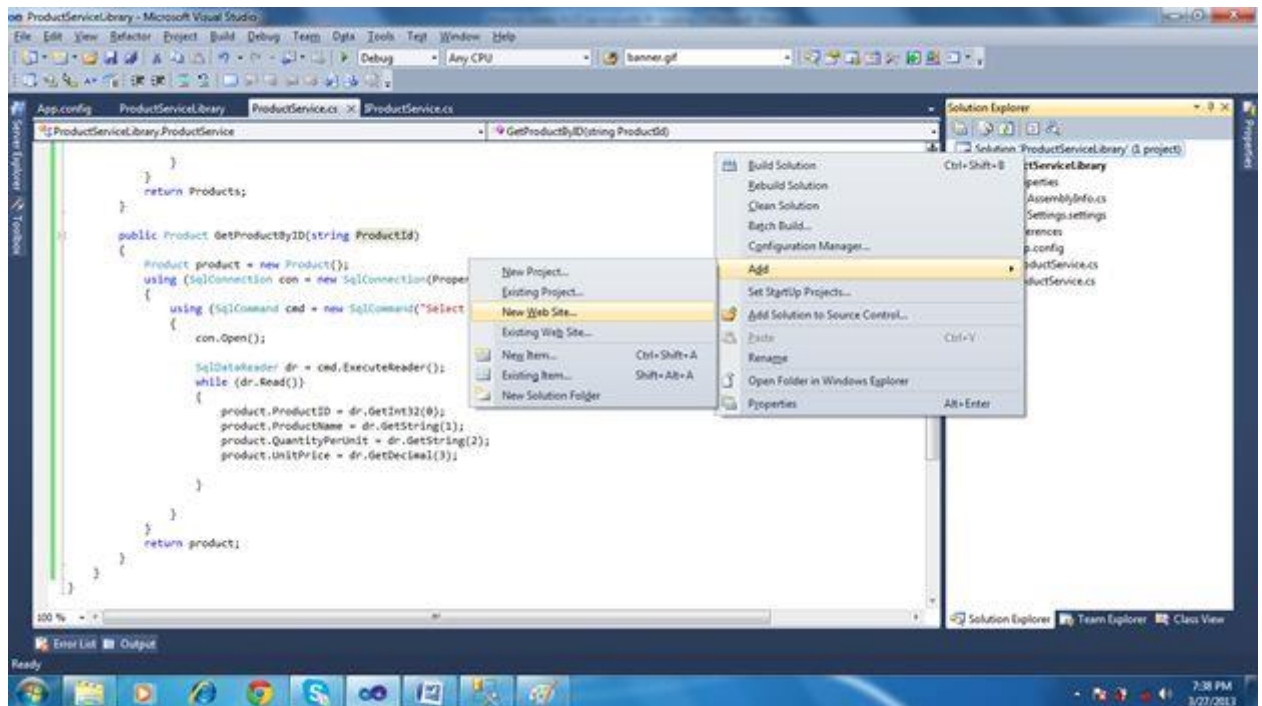 ProductServiceLibrary - Microsoft Visual Studio
File Edit View Refactor Project Build Debug Team Data Tools Test Window Help
Debug Any CPU banner.gif
App.config ProductServiceLibrary ProductService.cs IProductService.cs
ProductServiceLibrary.ProductService GetProductByID(string ProductId)
Server Explorer
Toolbox
}
}
return Products;
}
public Product GetProductByID(string ProductId)
{
Product product = new Product();
using (SqlConnection con = new SqlConnection(Proper
{
using (SqlCommand cmd = new SqlCommand("Select
{
con.Open();
SqlDataReader dr = cmd.ExecuteReader();
while (dr.Read())
{
product.ProductID = dr.GetInt32(0);
product.ProductName = dr.GetString(1);
product.QuantityPerUnit = dr.GetString(2);
product.UnitPrice = dr.GetDecimal(3);
}
}
}
return product;
}
}
}
100 %
New Project...
Existing Project...
New Web Site...
Existing Web Site...
New Item... Ctrl+Shift+A
Existing Item... Shift+Alt+A
New Solution Folder
Build Solution Ctrl+Shift+B
Rebuild Solution
Clean Solution
Batch Build...
Configuration Manager...
Add
Set StartUp Projects...
Add Solution to Source Control...
Paste Ctrl+V
Rename
Open Folder in Windows Explorer
Properties Alt+Enter
Solution Explorer
Solution 'ProductServiceLibrary' (1 project)
ctServiceLibrary
perties
AssemblyInfo.cs
Settings.settings
erences
p.config
oductService.cs
ductService.cs
Properties
Solution Explorer Team Explorer Class View
Error List Output
Ready
7:38 PM
3/27/2013